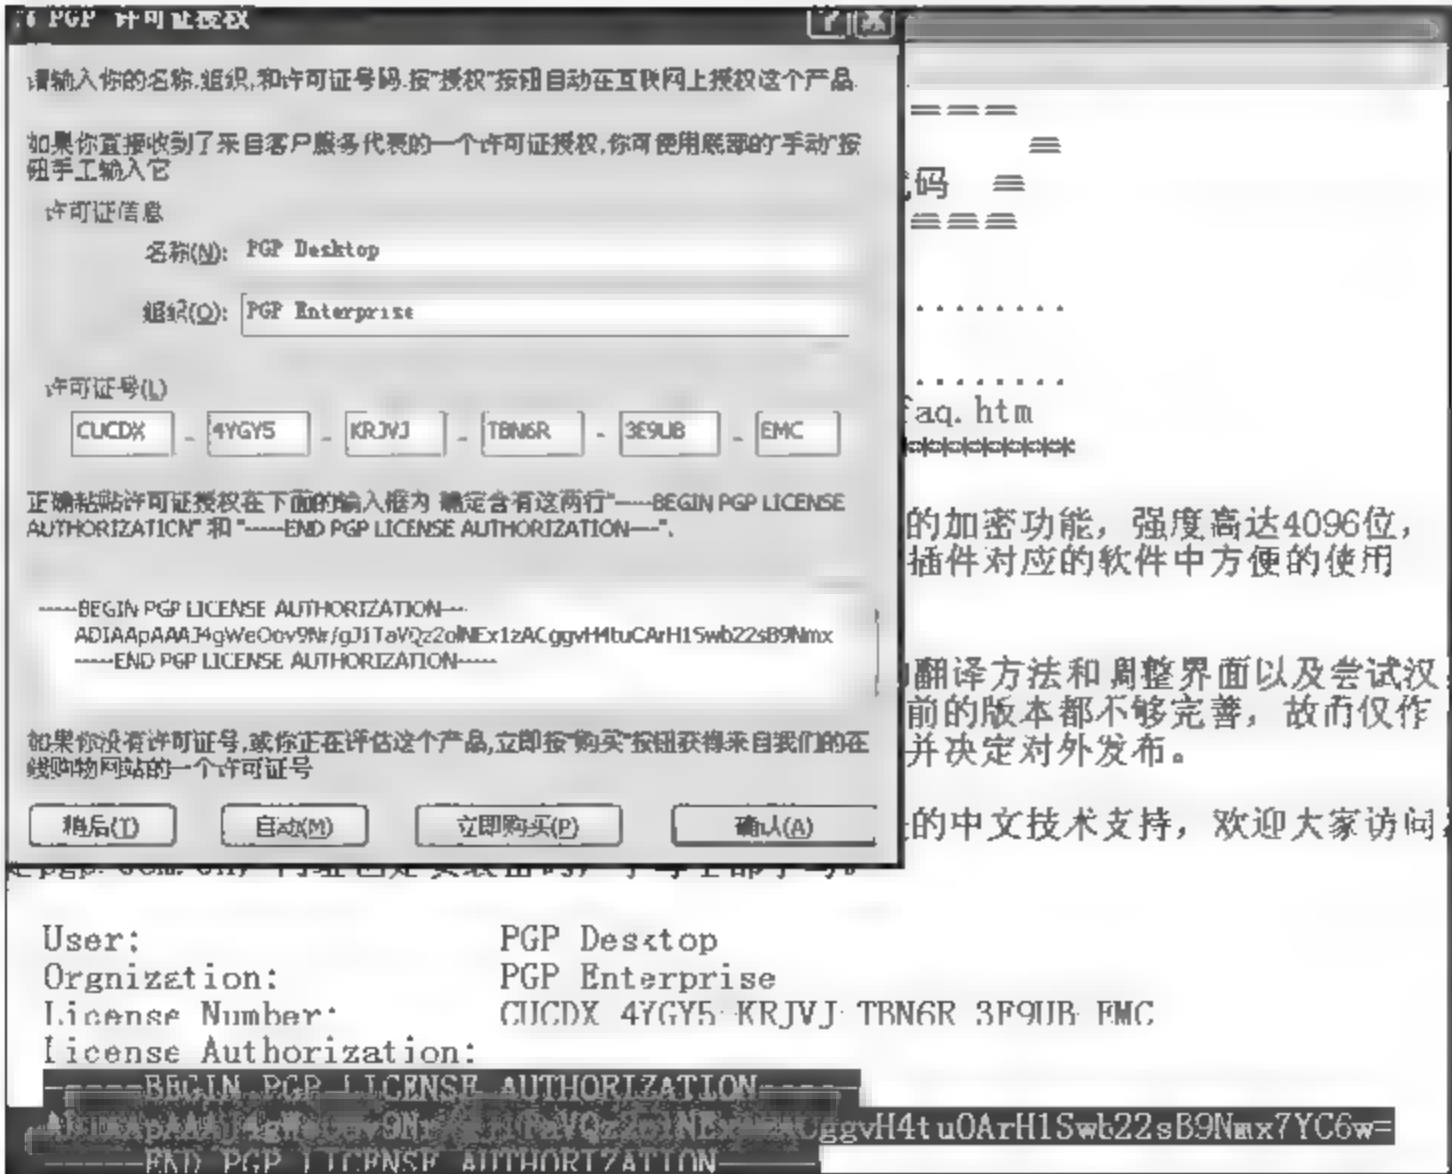 PGP 许可证授权
请输入你的名称,组织,和许可证号码.按"授权"按钮自动在互联网上授权这个产品.
如果你直接收到了来自客户服务代表的一个许可证授权,你可使用底部的"手动"按
钮手工输入它
许可证信息
名称(N): PGP Desktop
组织(O): PGP Enterprise
许可证号(L)
CUCDX - 4YGY5 - KRJVJ - TBN6R - 3E9UB - EMC
正确粘贴许可证授权在下面的输入框内 确定含有这两行"-----BEGIN PGP LICENSE
AUTHORIZATION" 和 "-----END PGP LICENSE AUTHORIZATION-----".
-----BEGIN PGP LICENSE AUTHORIZATION-----
-----END PGP LICENSE AUTHORIZATION-----
如果你没有许可证号,或你正在评估这个产品,立即按"购买"按钮获得来自我们的在
线购物网站的一个许可证号
稍后(T) 自动(M) 立即购买(P) 确认(A)
====
=
码 =
====
........
........
faq.htm
**********
的加密功能，强度高达4096位，
插件对应的软件中方便的使用
翻译方法和调整界面以及尝试汉
前的版本都不够完善，故而仅作
并决定对外发布。
的中文技术支持，欢迎大家访问
User: PGP Desktop
Orgnization: PGP Enterprise
License Number: CUCDX-4YGY5-KRJVJ-TBN6R-3E9UB-EMC
License Authorization:
-----BEGIN PGP LICENSE AUTHORIZATION-----
ggvH4tuOArH1Swb22sB9Nmx7YC6w=
-----END PGP LICENSE AUTHORIZATION-----